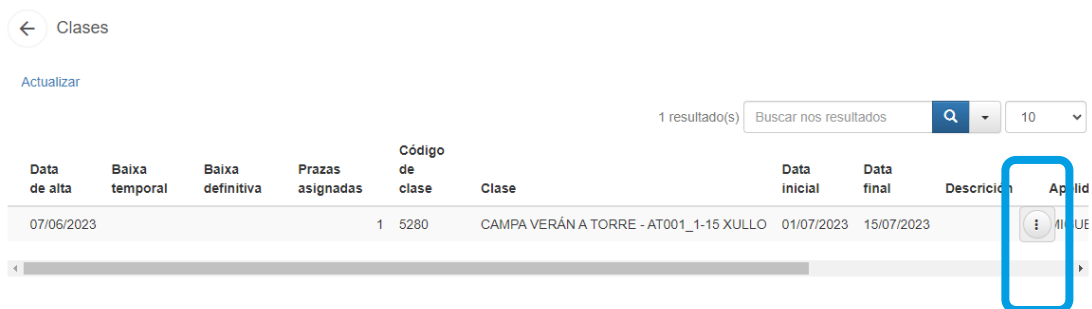 Clases
Actualizar
1 resultado(s) Buscar nos resultados 10
Data de alta Baixa temporal Baixa definitiva Prazas asignadas Código de clase Clase Data inicial Data final Descrición Apelid
07/06/2023 1 5280 CAMPA VERÁN A TORRE - AT001_1-15 XULLO 01/07/2023 15/07/2023